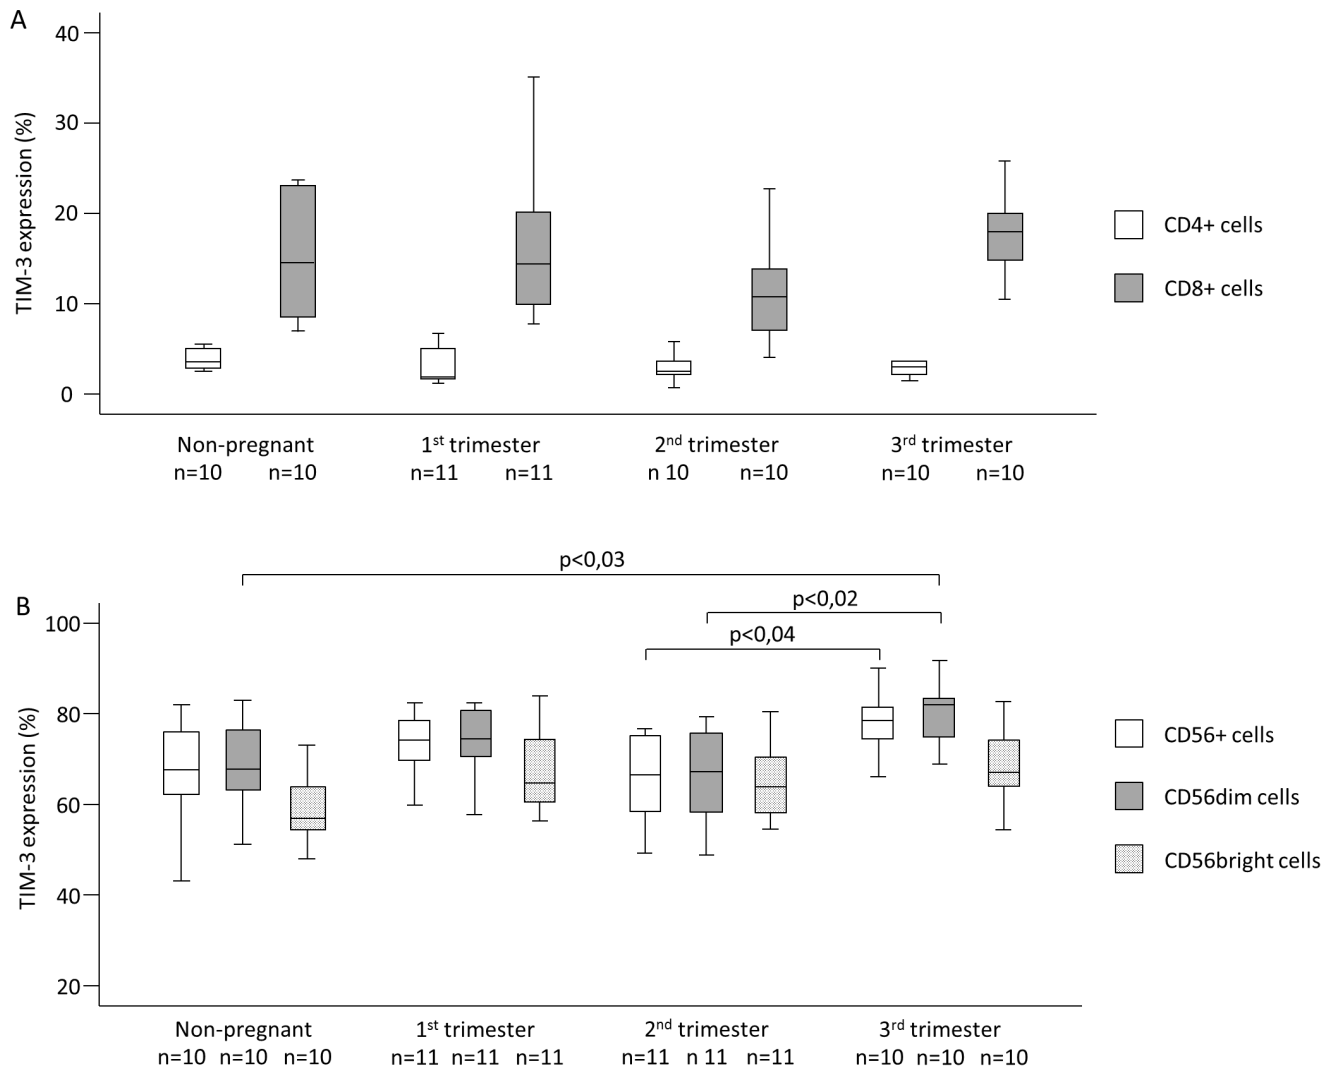 A
40
30
20
10
0
TIM-3 expression (%)
CD4+ cells
CD8+ cells
Non-pregnant 1st trimester 2nd trimester 3rd trimester
n=10 n=10 n=11 n=11 n 10 n=10 n=10 n=10
p<0,03
B
p<0,02
p<0,04
100
80
60
40
20
TIM-3 expression (%)
CD56+ cells
CD56dim cells
CD56bright cells
Non-pregnant 1st trimester 2nd trimester 3rd trimester
n=10 n=10 n=10 n=11 n=11 n=11 n=11 n 11 n=11 n=10 n=10 n=10